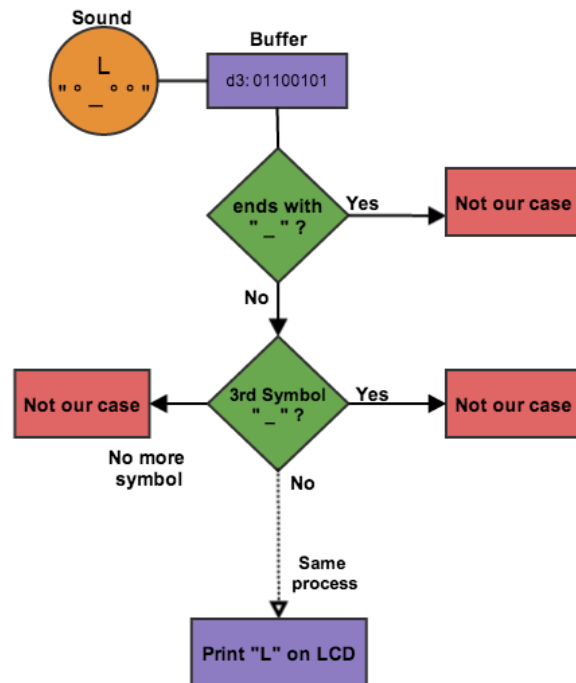 Sound
L
" ° _ ° ° "
Buffer
d3: 01100101
ends with
" _ " ?
Yes
Not our case
No
3rd Symbol
" _ " ?
Yes
Not our case
Not our case
No more
symbol
No
Same
process
Print "L" on LCD